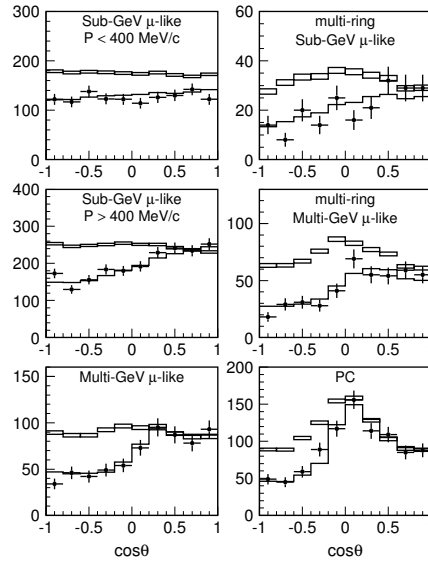 Sub-GeV μ-like
P < 400 MeV/c
300
200
100
0
-1 -0.5 0 0.5 1
multi-ring
Sub-GeV μ-like
60
40
20
0
-1 -0.5 0 0.5
Sub-GeV μ-like
P > 400 MeV/c
400
300
200
100
0
-1 -0.5 0 0.5 1
multi-ring
Multi-GeV μ-like
100
50
0
-1 -0.5 0 0.5
Multi-GeV μ-like
150
100
50
0
-1 -0.5 0 0.5 1
cosθ
PC
200
150
100
50
0
-1 -0.5 0 0.5
cosθ